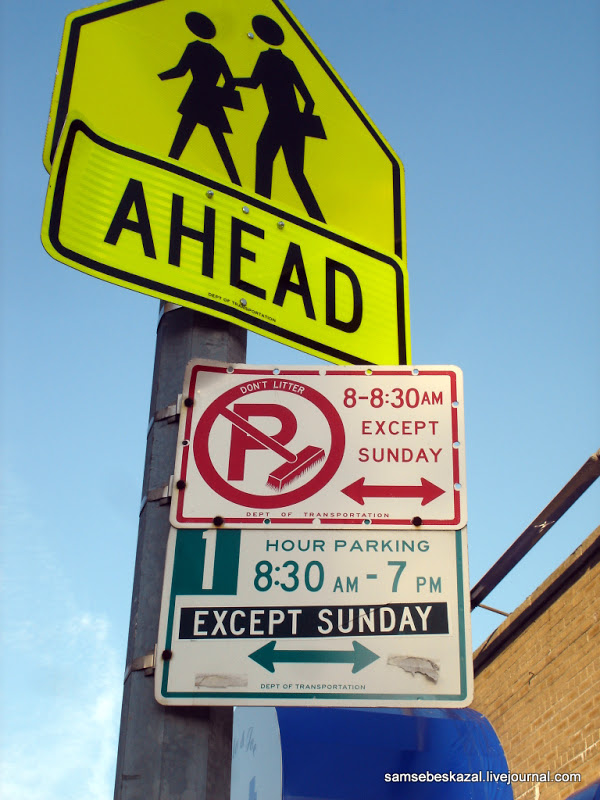 AHEAD
DEPT OF TRANSPORTATION
DON'T LITTER
P
8-8:30AM
EXCEPT
SUNDAY
DEPT OF TRANSPORTATION
1
HOUR PARKING
8:30 AM - 7 PM
EXCEPT SUNDAY
DEPT OF TRANSPORTATION
samsebeskazal.livejournal.com